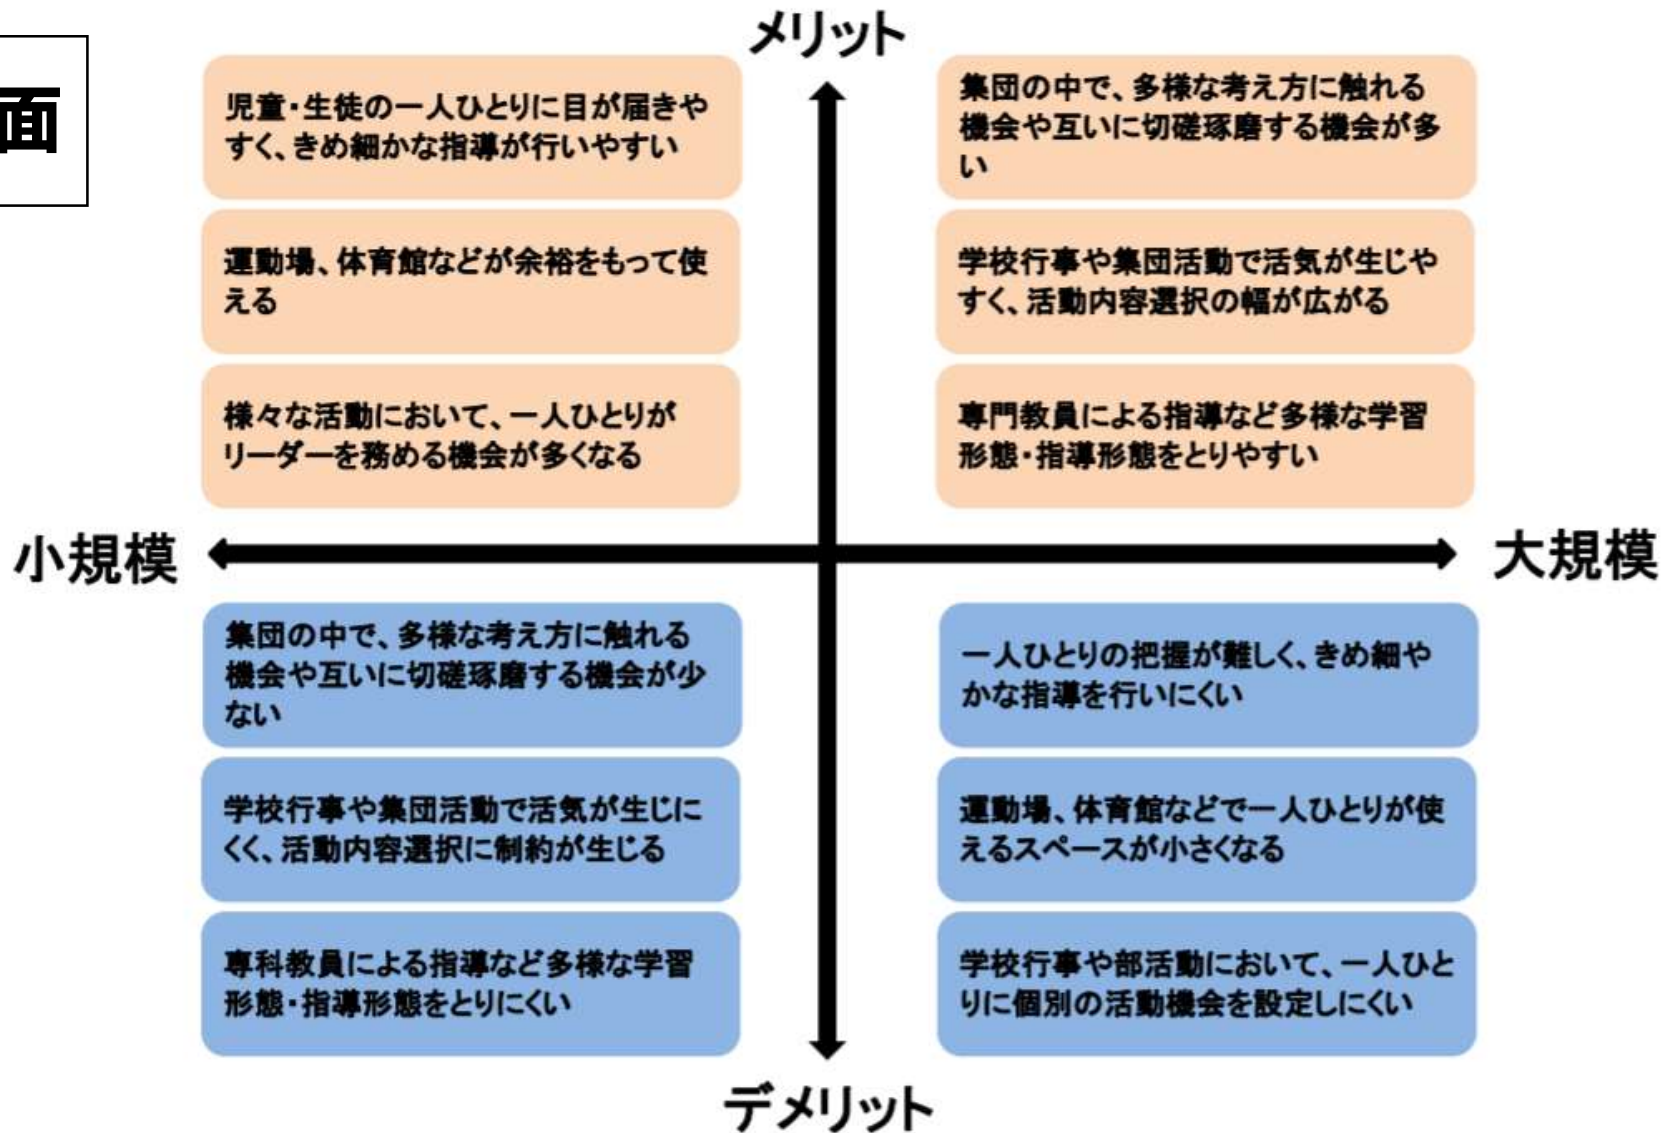 面
メリット
児童・生徒の一人ひとりに目が届きや
すく、きめ細かな指導が行いやすい
運動場、体育館などが余裕をもって使
える
様々な活動において、一人ひとりが
リーダーを務める機会が多くなる
集団の中で、多様な考え方に触れる
機会や互いに切磋琢磨する機会が多
い
学校行事や集団活動で活気が生じや
すく、活動内容選択の幅が広がる
専門教員による指導など多様な学習
形態・指導形態をとりやすい
小規模
大規模
集団の中で、多様な考え方に触れる
機会や互いに切磋琢磨する機会が少
ない
学校行事や集団活動で活気が生じに
くく、活動内容選択に制約が生じる
専科教員による指導など多様な学習
形態・指導形態をとりにくい
一人ひとりの把握が難しく、きめ細や
かな指導を行いにくい
運動場、体育館などで一人ひとりが使
えるスペースが小さくなる
学校行事や部活動において、一人ひと
りに個別の活動機会を設定しにくい
デメリット